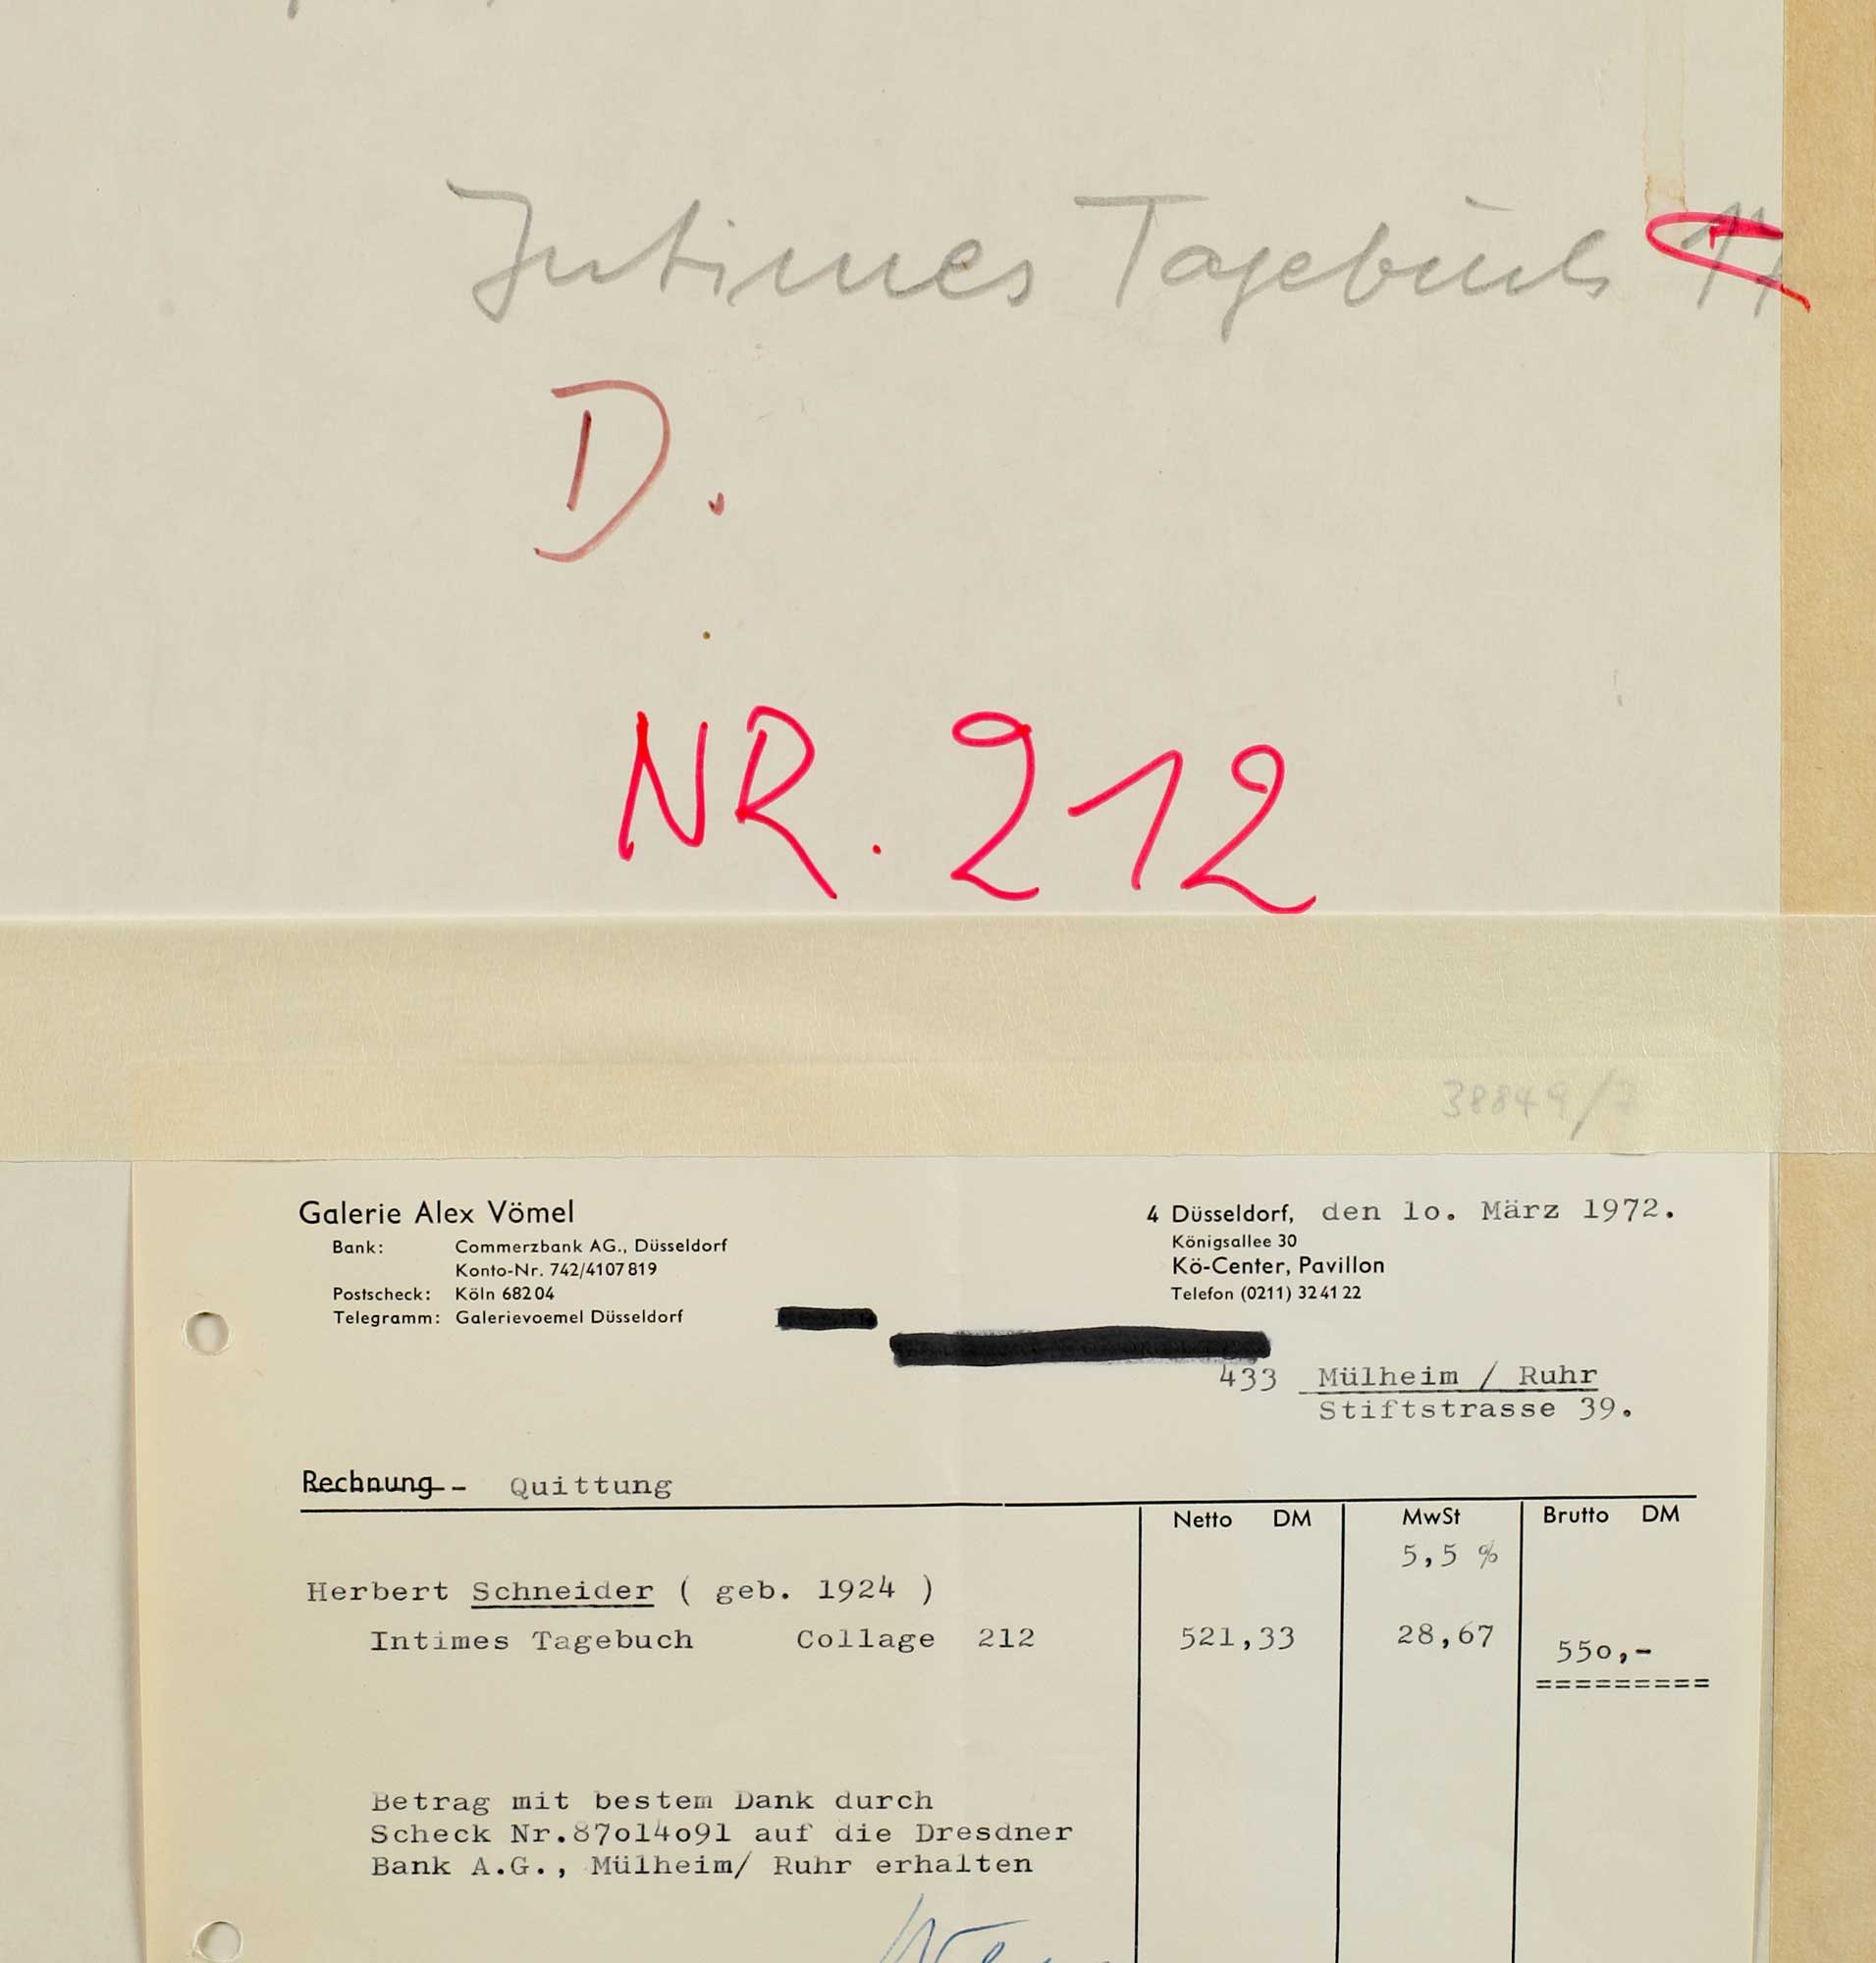 Intimes Tagebuch
D.
NR. 212
38849/7
Galerie Alex Vömel
Bank: Commerzbank AG., Düsseldorf
Konto-Nr. 742/4107819
Postscheck: Köln 68204
Telegramm: Galerievoemel Düsseldorf
4 Düsseldorf, den 1o. März 1972.
Königsallee 30
Kö-Center, Pavillon
Telefon (0211) 324122
433 Mülheim / Ruhr
Stiftstrasse 39.
Rechnung - Quittung
Netto DM MwSt Brutto DM
5,5 %
Herbert Schneider ( geb. 1924 )
Intimes Tagebuch Collage 212 521,33 28,67 55o,-
=========
Betrag mit bestem Dank durch
Scheck Nr.87o14o91 auf die Dresdner
Bank A.G., Mülheim/ Ruhr erhalten